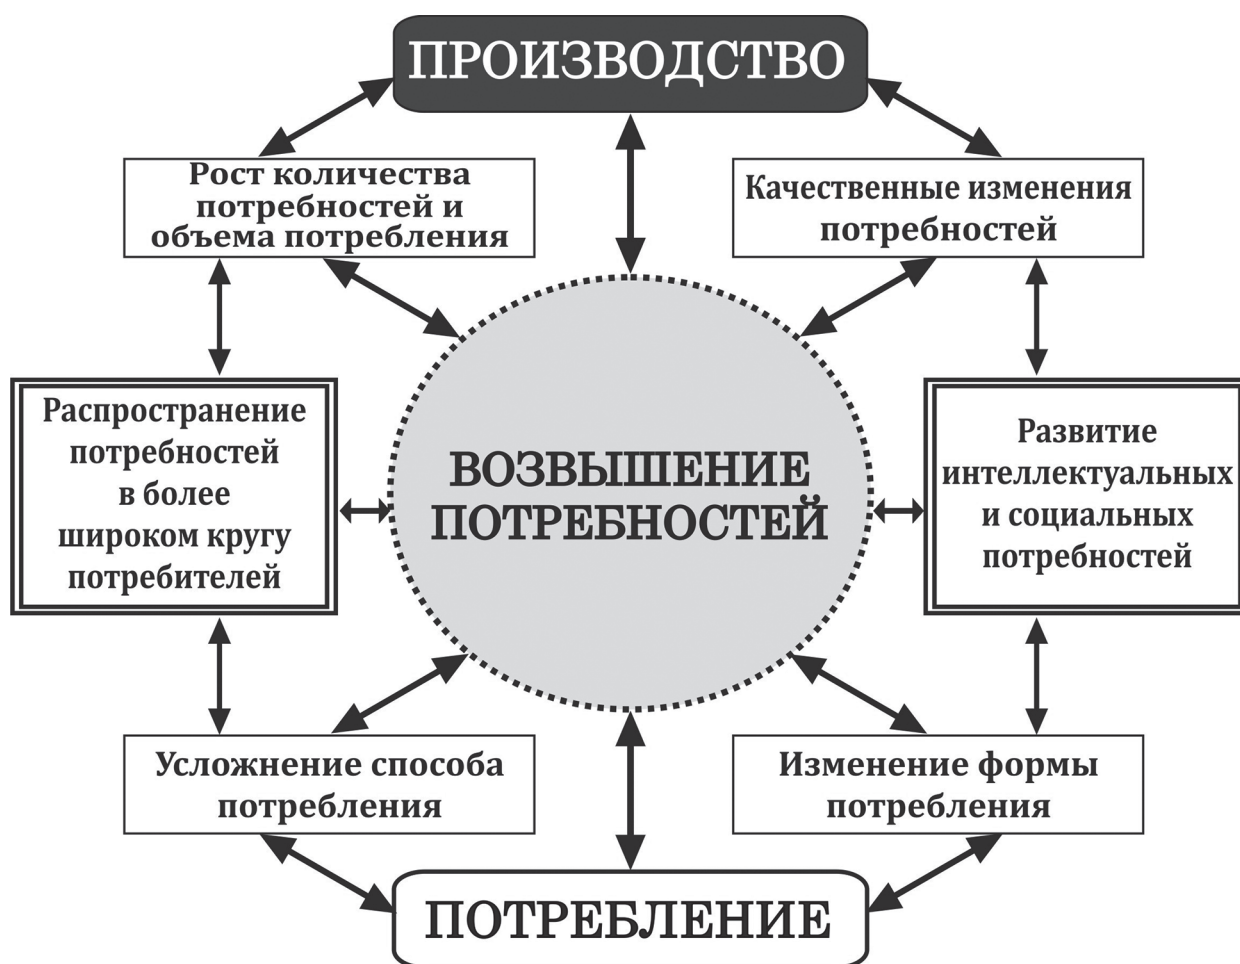 ПРОИЗВОДСТВО
Рост количества
потребностей и
объема потребления
Качественные изменения
потребностей
Распространение
потребностей
в более
широком кругу
потребителей
ВОЗВЫШЕНИЕ
ПОТРЕБНОСТЕЙ
Развитие
интеллектуальных
и социальных
потребностей
Усложнение способа
потребления
Изменение формы
потребления
ПОТРЕБЛЕНИЕ